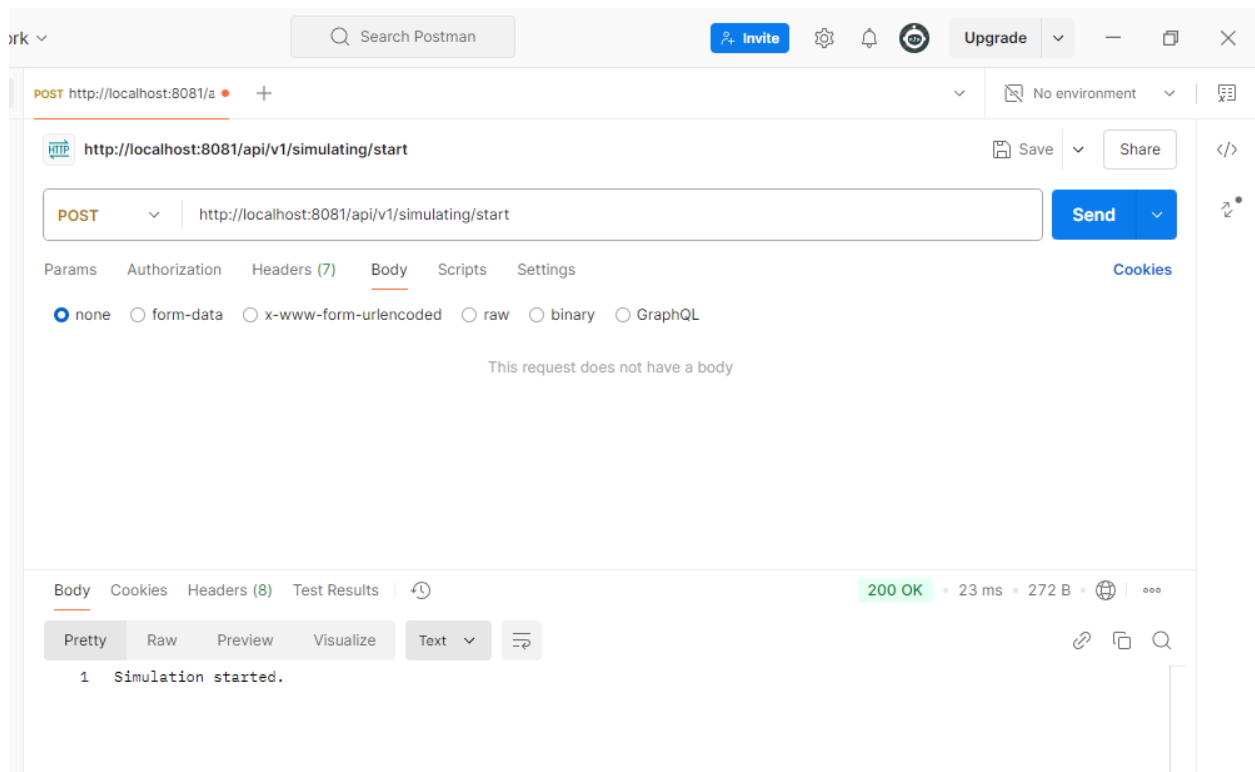 ork
Search Postman
Invite
Upgrade
POST http://localhost:8081/a
No environment
HTTP http://localhost:8081/api/v1/simulating/start
Save
Share
POST http://localhost:8081/api/v1/simulating/start
Send
Params Authorization Headers (7) Body Scripts Settings Cookies
none form-data x-www-form-urlencoded raw binary GraphQL
This request does not have a body
Body Cookies Headers (8) Test Results 200 OK 23 ms 272 B
Pretty Raw Preview Visualize Text
1 Simulation started.